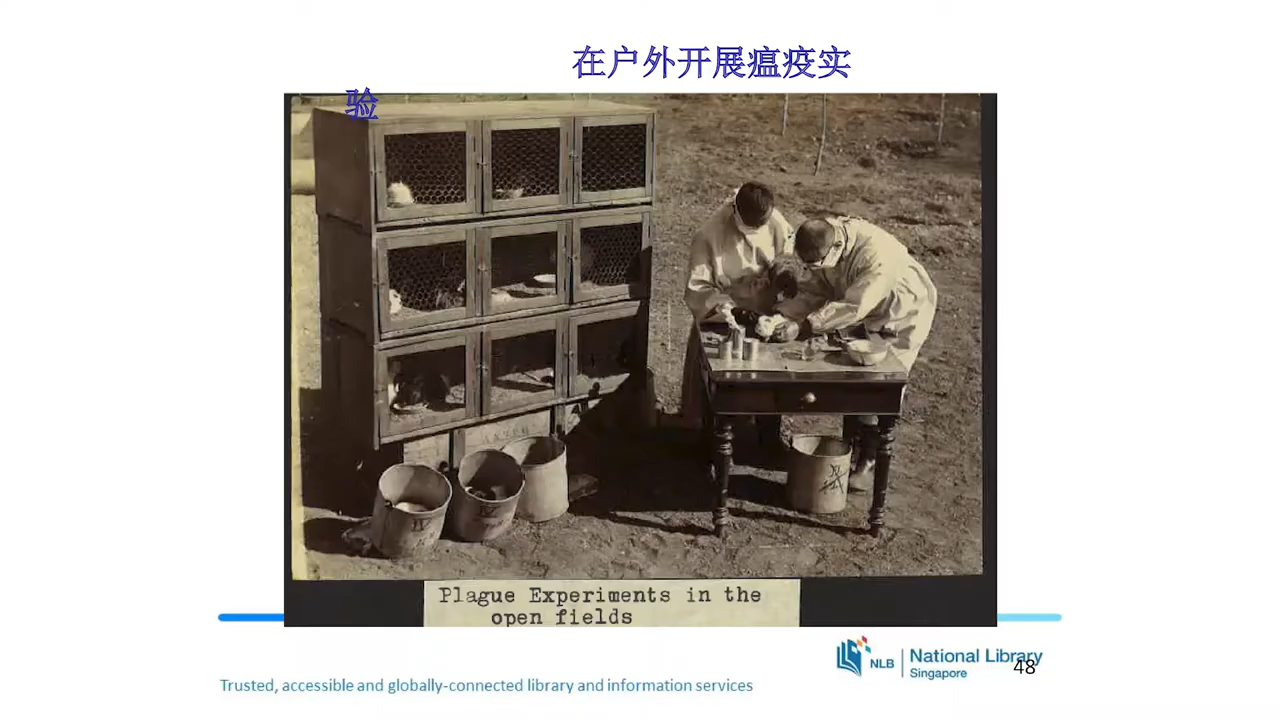 在户外开展瘟疫实
验
Plague Experiments in the
open fields
NLB
National Library
Singapore
48
Trusted, accessible and globally-connected library and information services